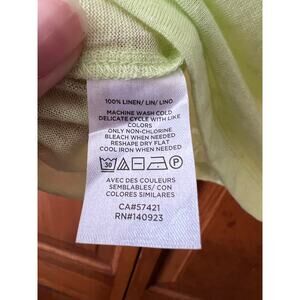 100% LINEN/ LIN/ LINO
MACHINE WASH COLD
DELICATE CYCLE WITH LIKE
COLORS
ONLY NON-CHLORINE
BLEACH WHEN NEEDED
RESHAPE DRY FLAT
COOL IRON WHEN NEEDED
30 P
AVEC DES COULEURS
SEMBLABLES/ CON
COLORES SIMILARES
CA#57421
RN#140923